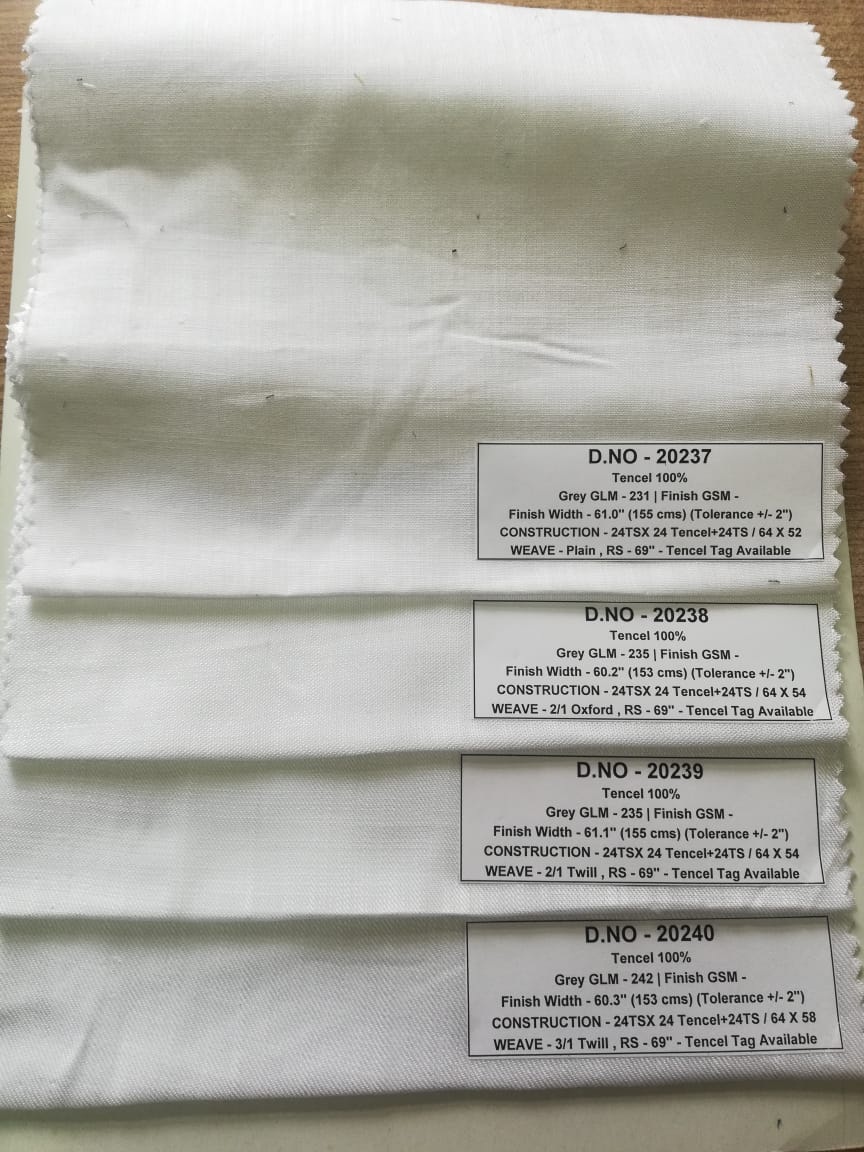 D.NO - 20237
Tencel 100%
Grey GLM - 231 | Finish GSM -
Finish Width - 61.0" (155 cms) (Tolerance +/- 2")
CONSTRUCTION - 24TSX 24 Tencel+24TS / 64 X 52
WEAVE - Plain , RS - 69" - Tencel Tag Available
D.NO - 20238
Tencel 100%
Grey GLM - 235 | Finish GSM -
Finish Width - 60.2" (153 cms) (Tolerance +/- 2")
CONSTRUCTION - 24TSX 24 Tencel+24TS / 64 X 54
WEAVE - 2/1 Oxford , RS - 69" - Tencel Tag Available
D.NO - 20239
Tencel 100%
Grey GLM - 235 | Finish GSM -
Finish Width - 61.1" (155 cms) (Tolerance +/- 2")
CONSTRUCTION - 24TSX 24 Tencel+24TS / 64 X 54
WEAVE - 2/1 Twill , RS - 69" - Tencel Tag Available
D.NO - 20240
Tencel 100%
Grey GLM - 242 | Finish GSM -
Finish Width - 60.3" (153 cms) (Tolerance +/- 2")
CONSTRUCTION - 24TSX 24 Tencel+24TS / 64 X 58
WEAVE - 3/1 Twill , RS - 69" - Tencel Tag Available